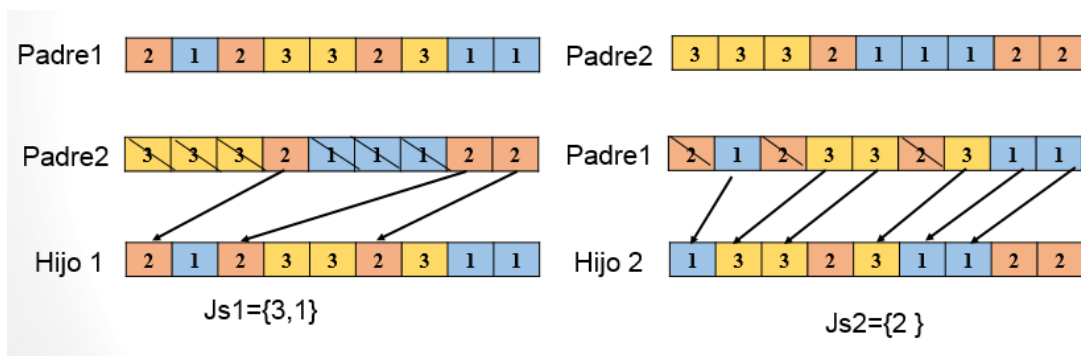 Padre1 2 1 2 3 3 2 3 1 1
Padre2 3 3 3 2 1 1 1 2 2
Hijo 1 2 1 2 3 3 2 3 1 1
Js1={3,1}
Padre2 3 3 3 2 1 1 1 2 2
Padre1 2 1 2 3 3 2 3 1 1
Hijo 2 1 3 3 2 3 1 1 2 2
Js2={2 }